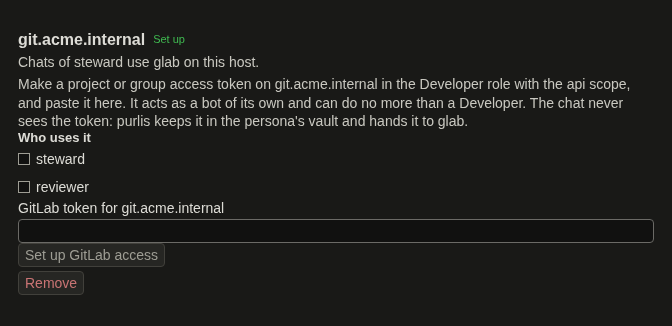 git.acme.internal Set up
Chats of steward use glab on this host.
Make a project or group access token on git.acme.internal in the Developer role with the api scope,
and paste it here. It acts as a bot of its own and can do no more than a Developer. The chat never
sees the token: purlis keeps it in the persona's vault and hands it to glab.
Who uses it
steward
reviewer
GitLab token for git.acme.internal
Set up GitLab access
Remove